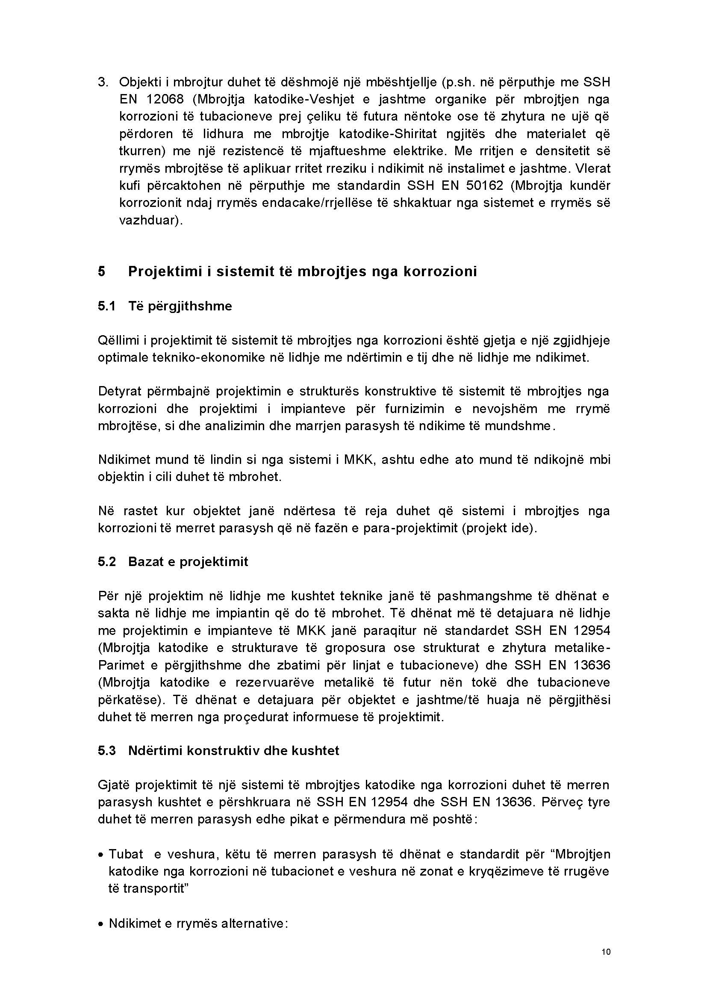 3. Objekti i mbrojtur duhet të dëshmojë një mbështjellje (p.sh. në përputhje me SSH
EN 12068 (Mbrojtja katodike-Veshjet e jashtme organike për mbrojtjen nga
korrozioni të tubacioneve prej çeliku të futura nëntoke ose të zhytura ne ujë që
përdoren të lidhura me mbrojtje katodike-Shiritat ngjitës dhe materialet që
tkurren) me një rezistencë të mjaftueshme elektrike. Me rritjen e densitetit së
rrymës mbrojtëse të aplikuar rritet rreziku i ndikimit në instalimet e jashtme. Vlerat
kufi përcaktohen në përputhje me standardin SSH EN 50162 (Mbrojtja kundër
korrozionit ndaj rrymës endacake/rrjellëse të shkaktuar nga sistemet e rrymës së
vazhduar).
5 Projektimi i sistemit të mbrojtjes nga korrozioni
5.1 Të përgjithshme
Qëllimi i projektimit të sistemit të mbrojtjes nga korrozioni është gjetja e një zgjidhjeje
optimale tekniko-ekonomike në lidhje me ndërtimin e tij dhe në lidhje me ndikimet.
Detyrat përmbajnë projektimin e strukturës konstruktive të sistemit të mbrojtjes nga
korrozioni dhe projektimi i impianteve për furnizimin e nevojshëm me rrymë
mbrojtëse, si dhe analizimin dhe marrjen parasysh të ndikime të mundshme.
Ndikimet mund të lindin si nga sistemi i MKK, ashtu edhe ato mund të ndikojnë mbi
objektin i cili duhet të mbrohet.
Në rastet kur objektet janë ndërtesa të reja duhet që sistemi i mbrojtjes nga
korrozioni të merret parasysh që në fazën e para-projektimit (projekt ide).
5.2 Bazat e projektimit
Për një projektim në lidhje me kushtet teknike janë të pashmangshme të dhënat e
sakta në lidhje me impiantin që do të mbrohet. Të dhënat më të detajuara në lidhje
me projektimin e impianteve të MKK janë paraqitur në standardet SSH EN 12954
(Mbrojtja katodike e strukturave të groposura ose strukturat e zhytura metalike-
Parimet e përgjithshme dhe zbatimi për linjat e tubacioneve) dhe SSH EN 13636
(Mbrojtja katodike e rezervuarëve metalikë të futur nën tokë dhe tubacioneve
përkatëse). Të dhënat e detajuara për objektet e jashtme/të huaja në përgjithësi
duhet të merren nga proçedurat informuese të projektimit.
5.3 Ndërtimi konstruktiv dhe kushtet
Gjatë projektimit të një sistemi të mbrojtjes katodike nga korrozioni duhet të merren
parasysh kushtet e përshkruara në SSH EN 12954 dhe SSH EN 13636. Përveç tyre
duhet të merren parasysh edhe pikat e përmendura më poshtë:
• Tubat e veshura, këtu të merren parasysh të dhënat e standardit për “Mbrojtjen
katodike nga korrozioni në tubacionet e veshura në zonat e kryqëzimeve të rrugëve
të transportit”
• Ndikimet e rrymës alternative:
10